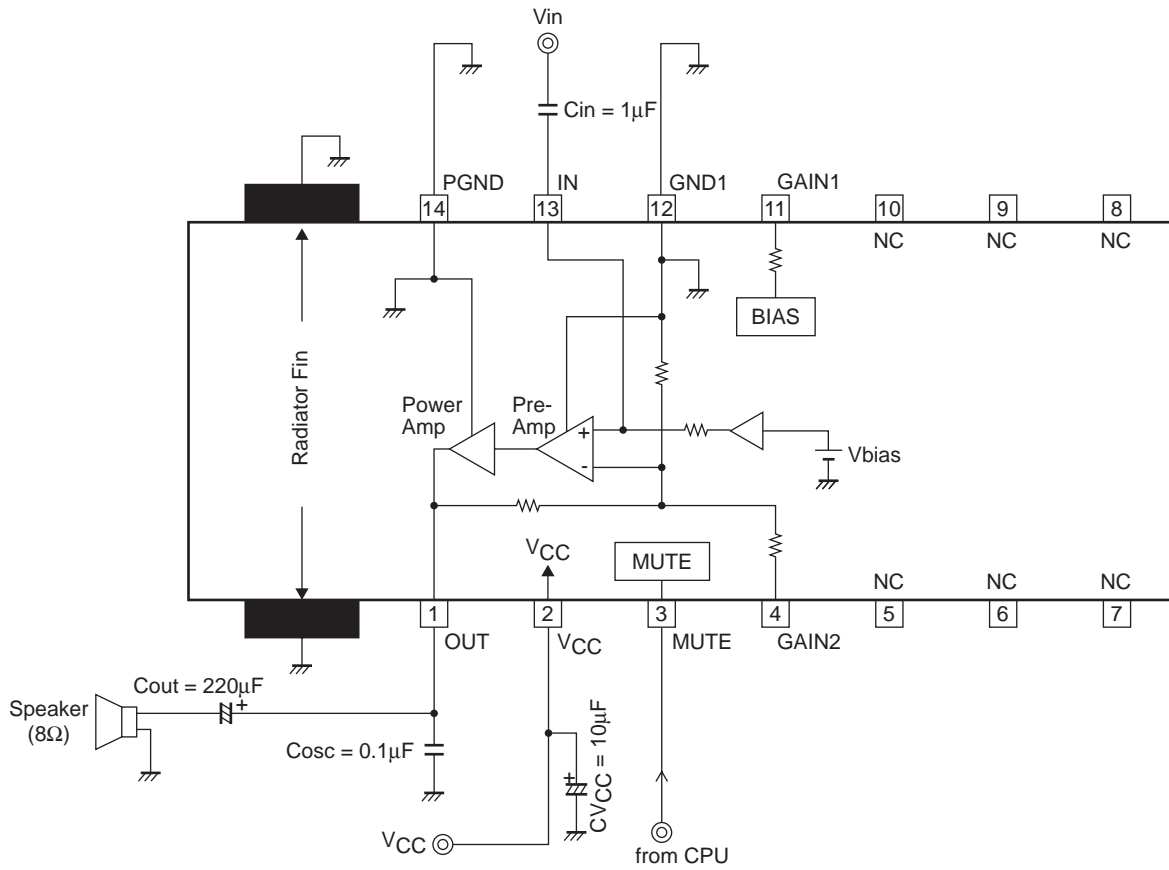 Vin
Cin = 1μF
PGND
IN
GND1
GAIN1
14
13
12
11
10
9
8
NC
NC
NC
BIAS
Radiator Fin
Power
Amp
Pre-
Amp
+
-
Vbias
VCC
MUTE
NC
NC
NC
1
2
3
4
5
6
7
OUT
VCC
MUTE
GAIN2
Cout = 220μF
+
Speaker
(8Ω)
Cosc = 0.1μF
+
CVCC = 10μF
VCC
from CPU